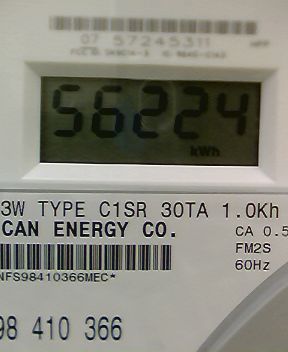 07 57245311
56224
kWh
3W TYPE C1SR 30TA 1.0Kh
CAN ENERGY CO.
CA 0.5
FM2S
60Hz
NFS98410366MEC*
98 410 366